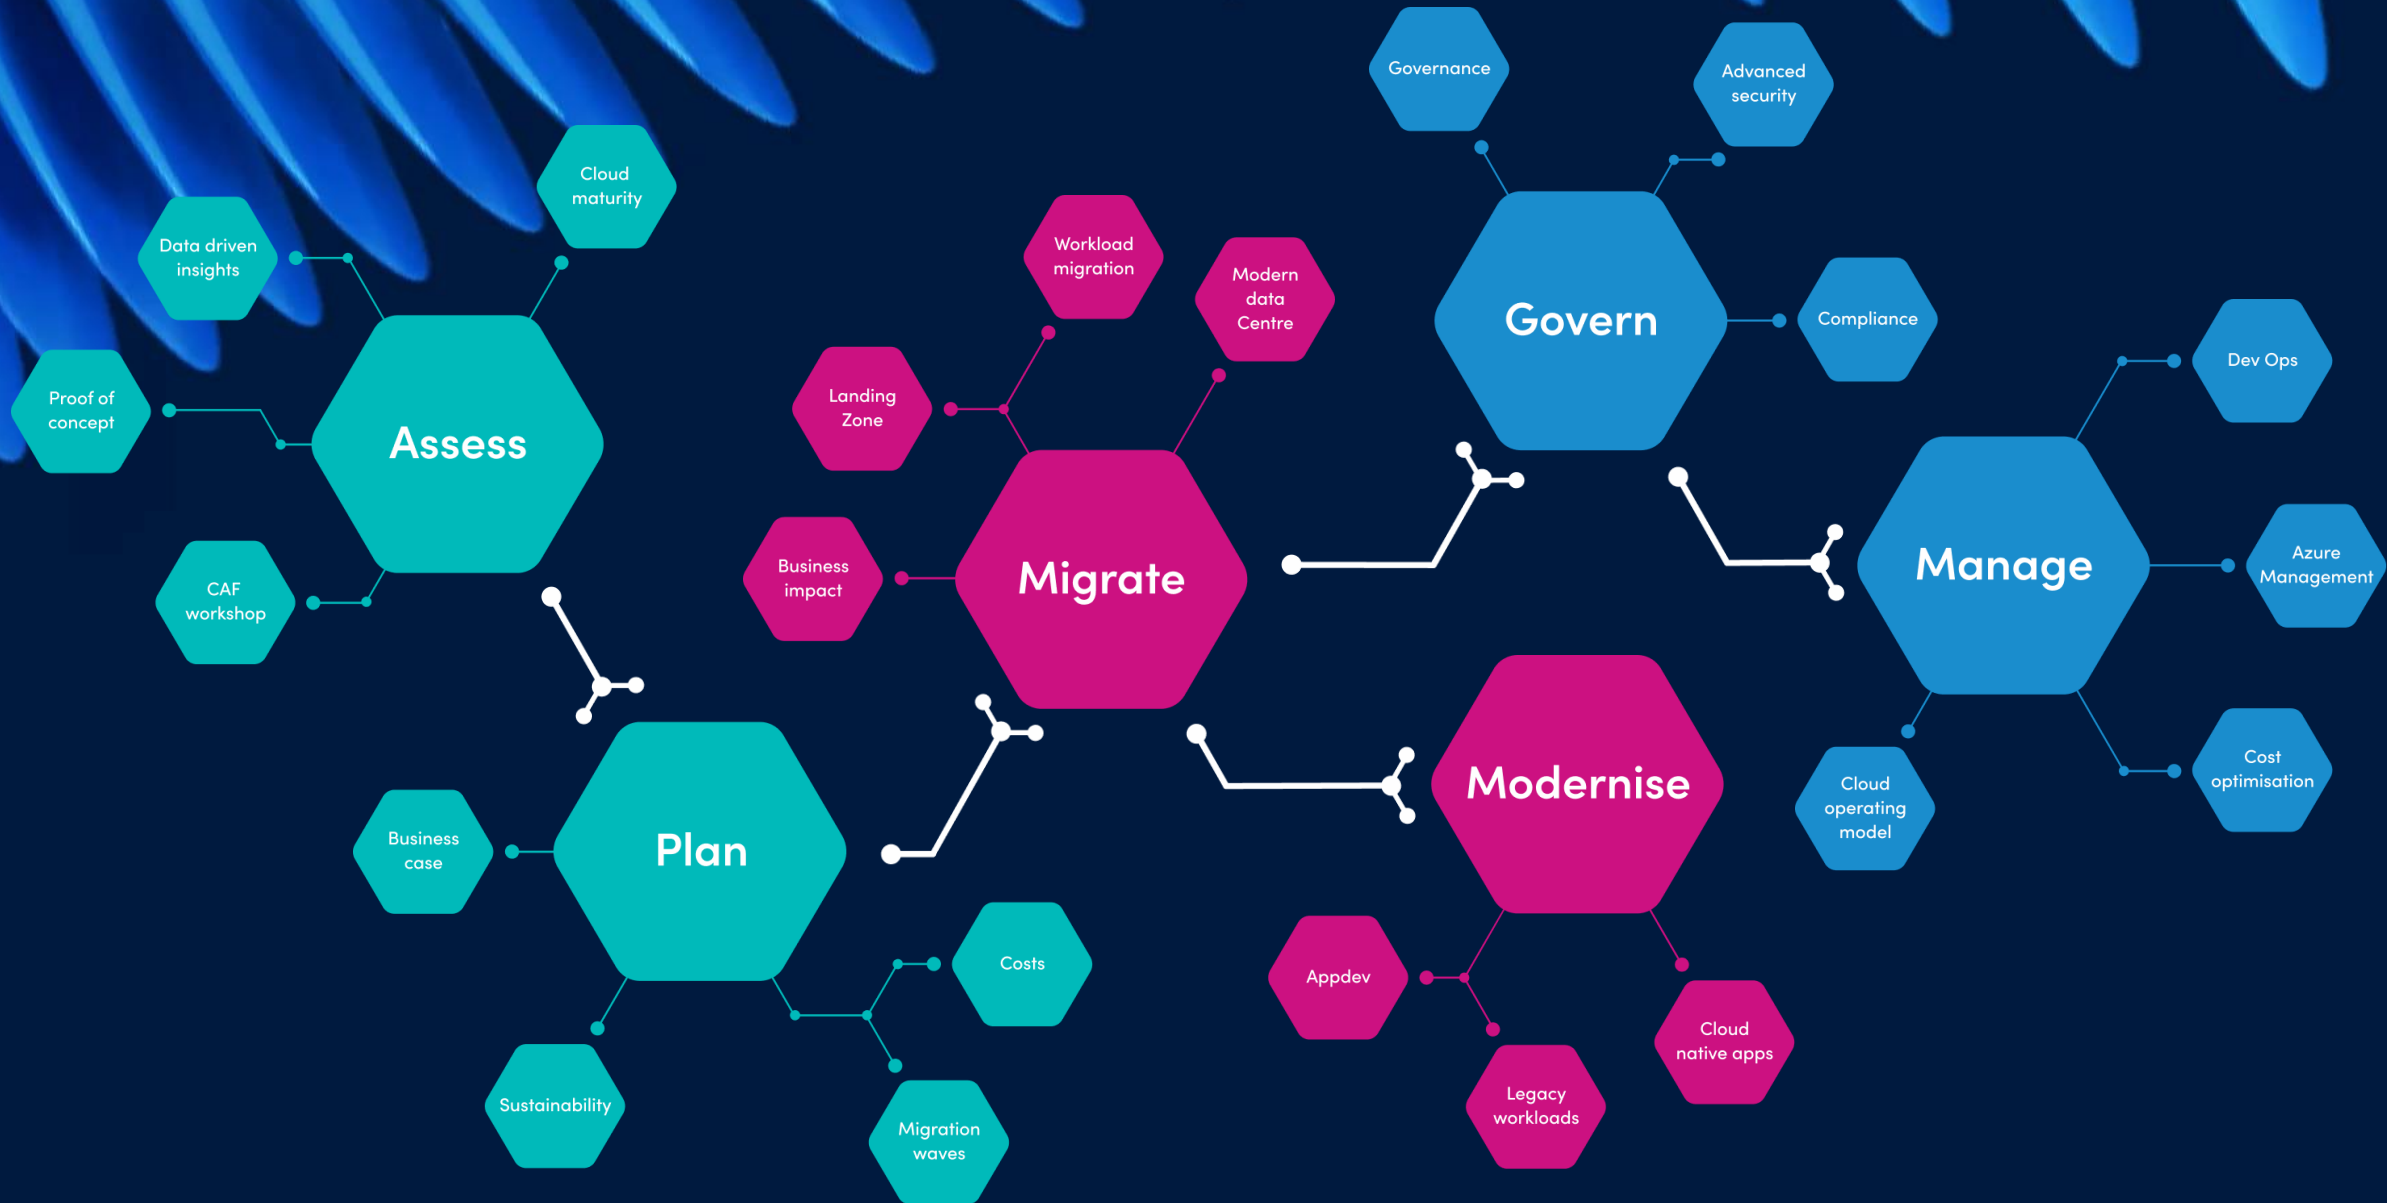 Cloud
maturity
Data driven
insights
Proof of
concept
Assess
CAF
workshop
Plan
Business
case
Sustainability
Costs
Migration
waves
Workload
migration
Modern
data
Centre
Landing
Zone
Business
impact
Migrate
Modernise
Appdev
Legacy
workloads
Cloud
native apps
Governance
Advanced
security
Govern
Compliance
Dev Ops
Manage
Azure
Management
Cloud
operating
model
Cost
optimisation